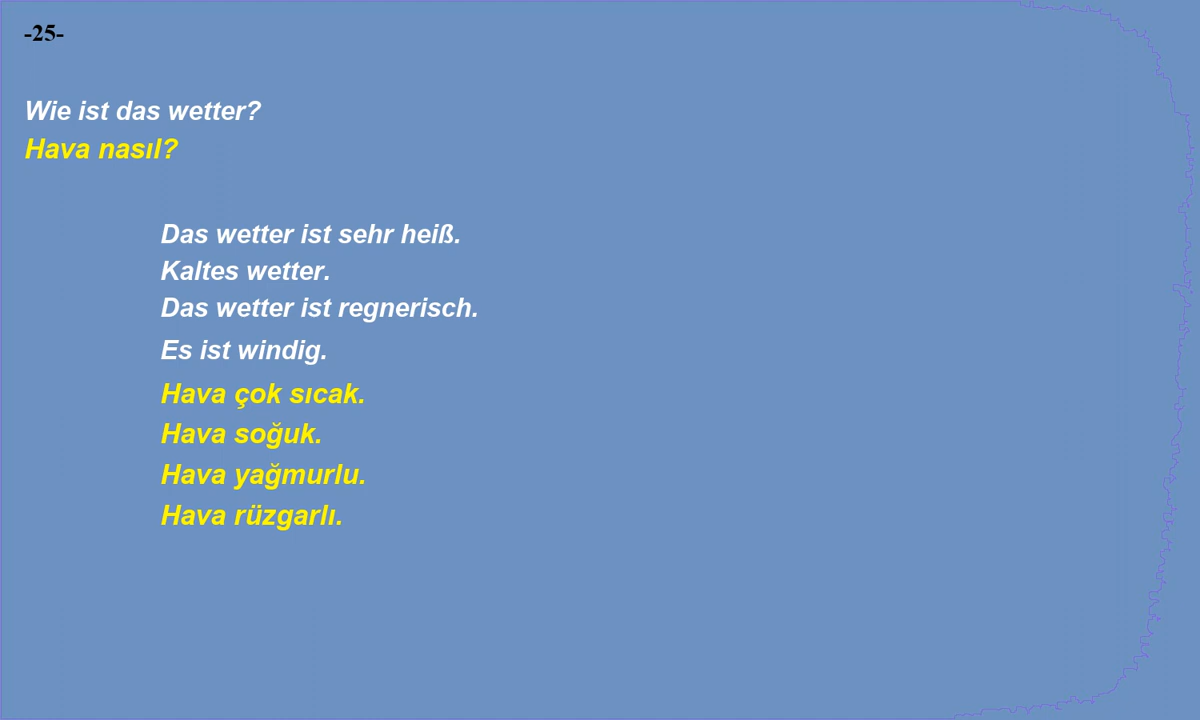 -25-
Wie ist das wetter?
Hava nasıl?
Das wetter ist sehr heiß.
Kaltes wetter.
Das wetter ist regnerisch.
Es ist windig.
Hava çok sıcak.
Hava soğuk.
Hava yağmurlu.
Hava rüzgarlı.